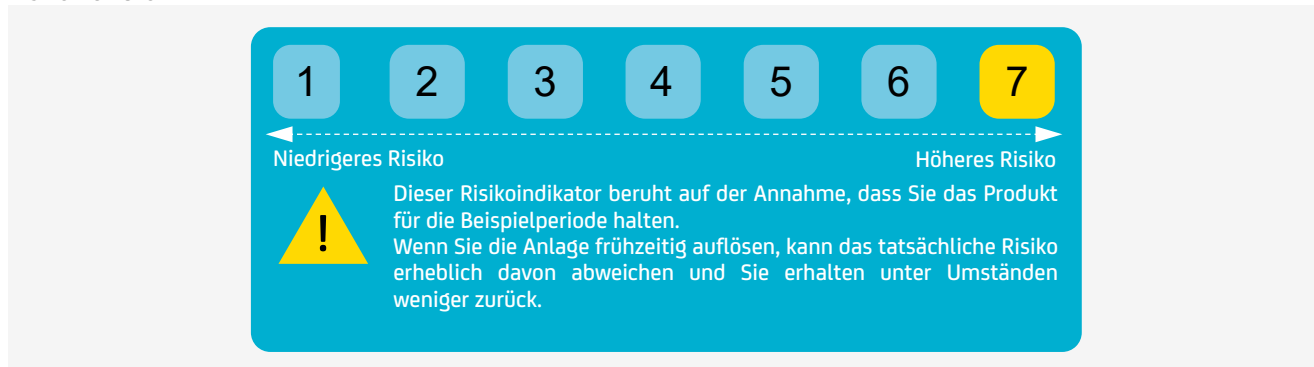 1 2 3 4 5 6 7
Niedrigeres Risiko Höheres Risiko
! Dieser Risikoindikator beruht auf der Annahme, dass Sie das Produkt
für die Beispielperiode halten.
Wenn Sie die Anlage frühzeitig auflösen, kann das tatsächliche Risiko
erheblich davon abweichen und Sie erhalten unter Umständen
weniger zurück.